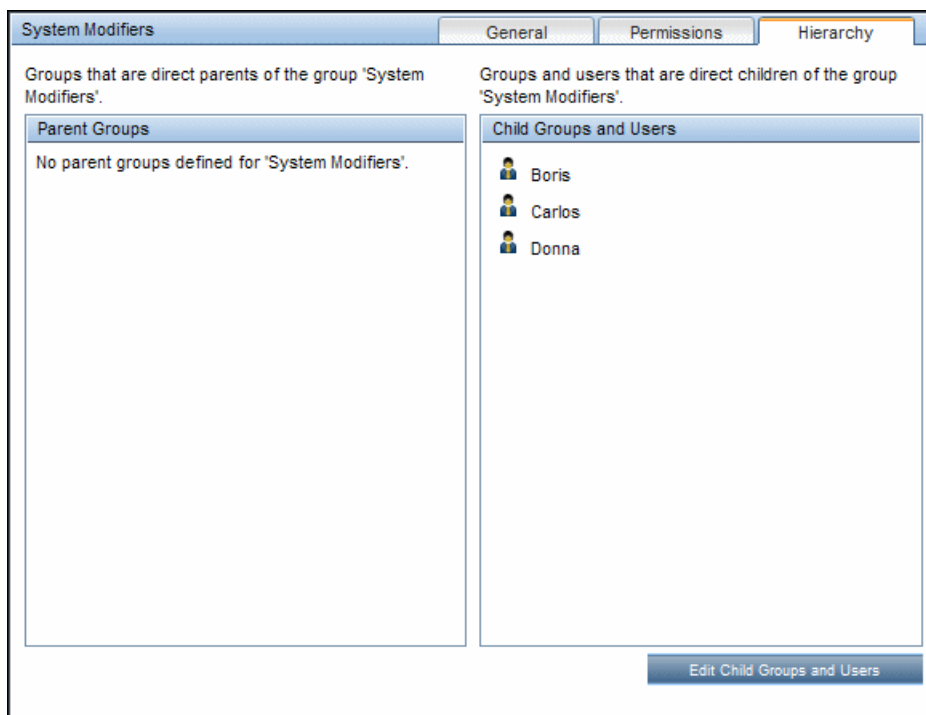 System Modifiers
General
Permissions
Hierarchy
Groups that are direct parents of the group 'System
Modifiers'.
Parent Groups
No parent groups defined for 'System Modifiers'.
Groups and users that are direct children of the group
'System Modifiers'.
Child Groups and Users
Boris
Carlos
Donna
Edit Child Groups and Users